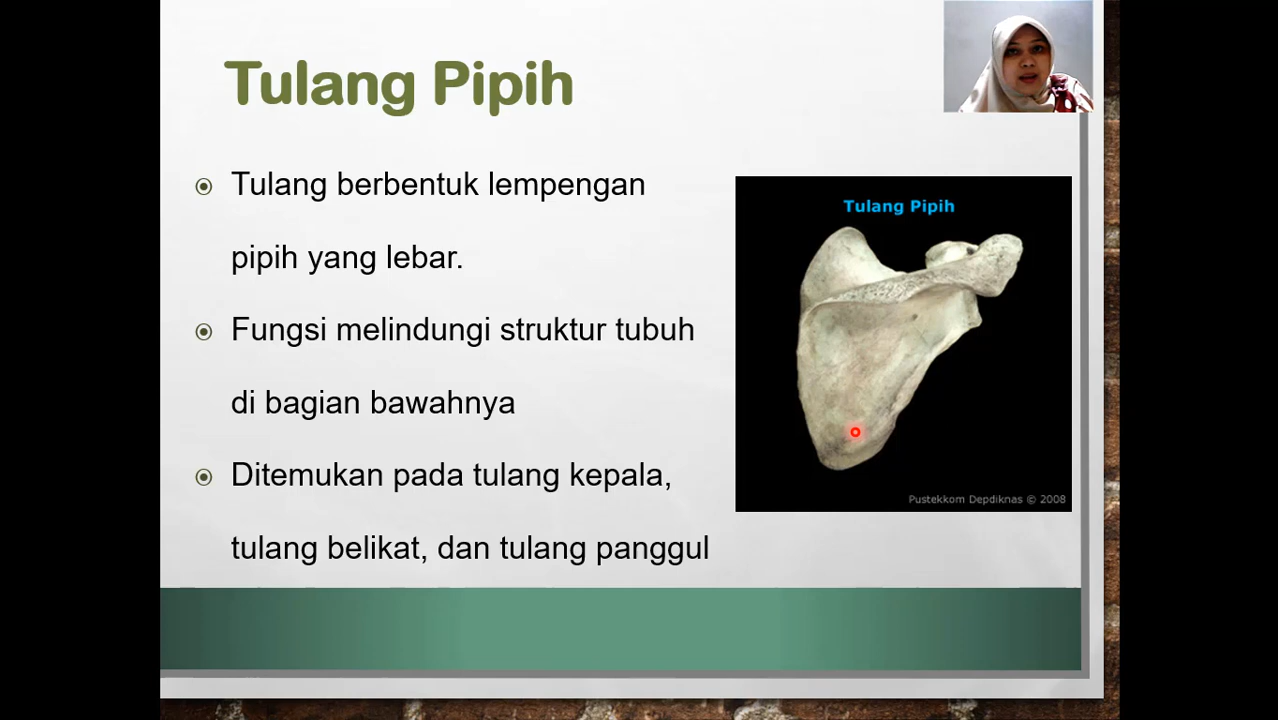 Tulang Pipih
Tulang berbentuk lempengan
pipih yang lebar.
Fungsi melindungi struktur tubuh
di bagian bawahnya
Ditemukan pada tulang kepala,
tulang belikat, dan tulang panggul
Tulang Pipih
Pustekkom Depdiknas © 2008